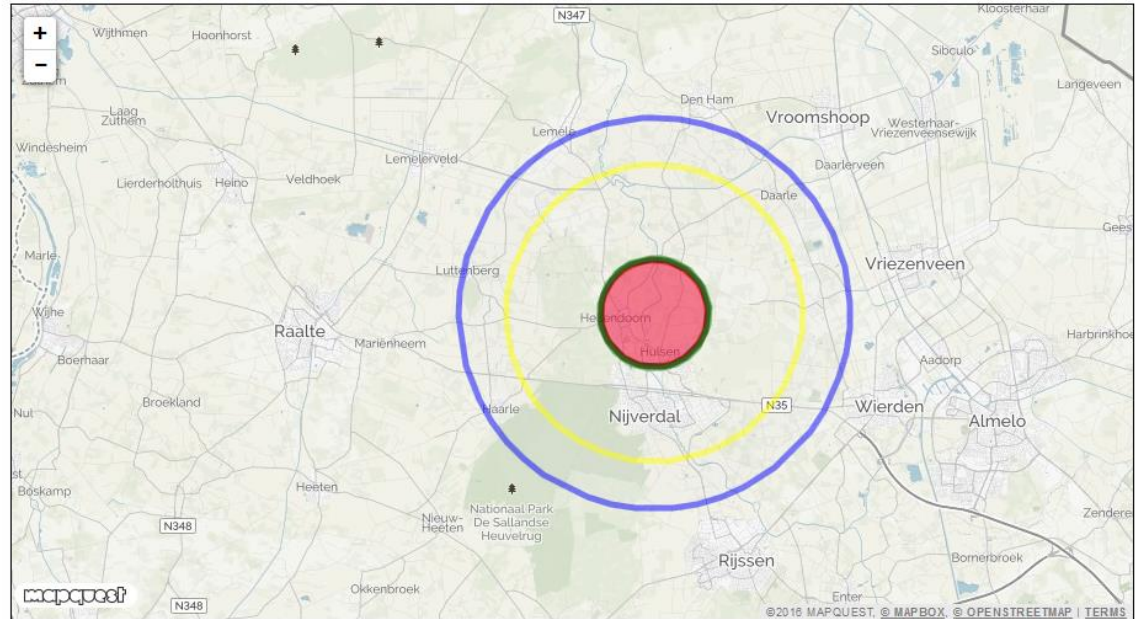 Kloosterhaar
N347
+
Wijthmen
Hoonhorst
Sibculo
−
Langeveen
Den Ham
Laag
Zuthem
Vroomshoop
Westerhaar-
Vriezenveensewijk
Lemele
Windesheim
Lemelerveld
Daarlerveen
Lierderholthuis
Heino
Veldhoek
Daarle
Marle
Vriezenveen
Luttenberg
Wijhe
Hellendoorn
Raalte
Mariënheem
Hulsen
Harbrinkhoe
Boerhaar
Aadorp
Broekland
Haarle
N35
Wierden
Nul
Nijverdal
Almelo
Boskamp
Heeten
Nationaal Park
De Sallandse
Heuvelrug
Nieuw-
Heeten
N348
Zendere
Rijssen
Bornerbroek
Okkenbroek
mapquest
N348
Enter
©2016 MAPQUEST, © MAPBOX, © OPENSTREETMAP | TERMS